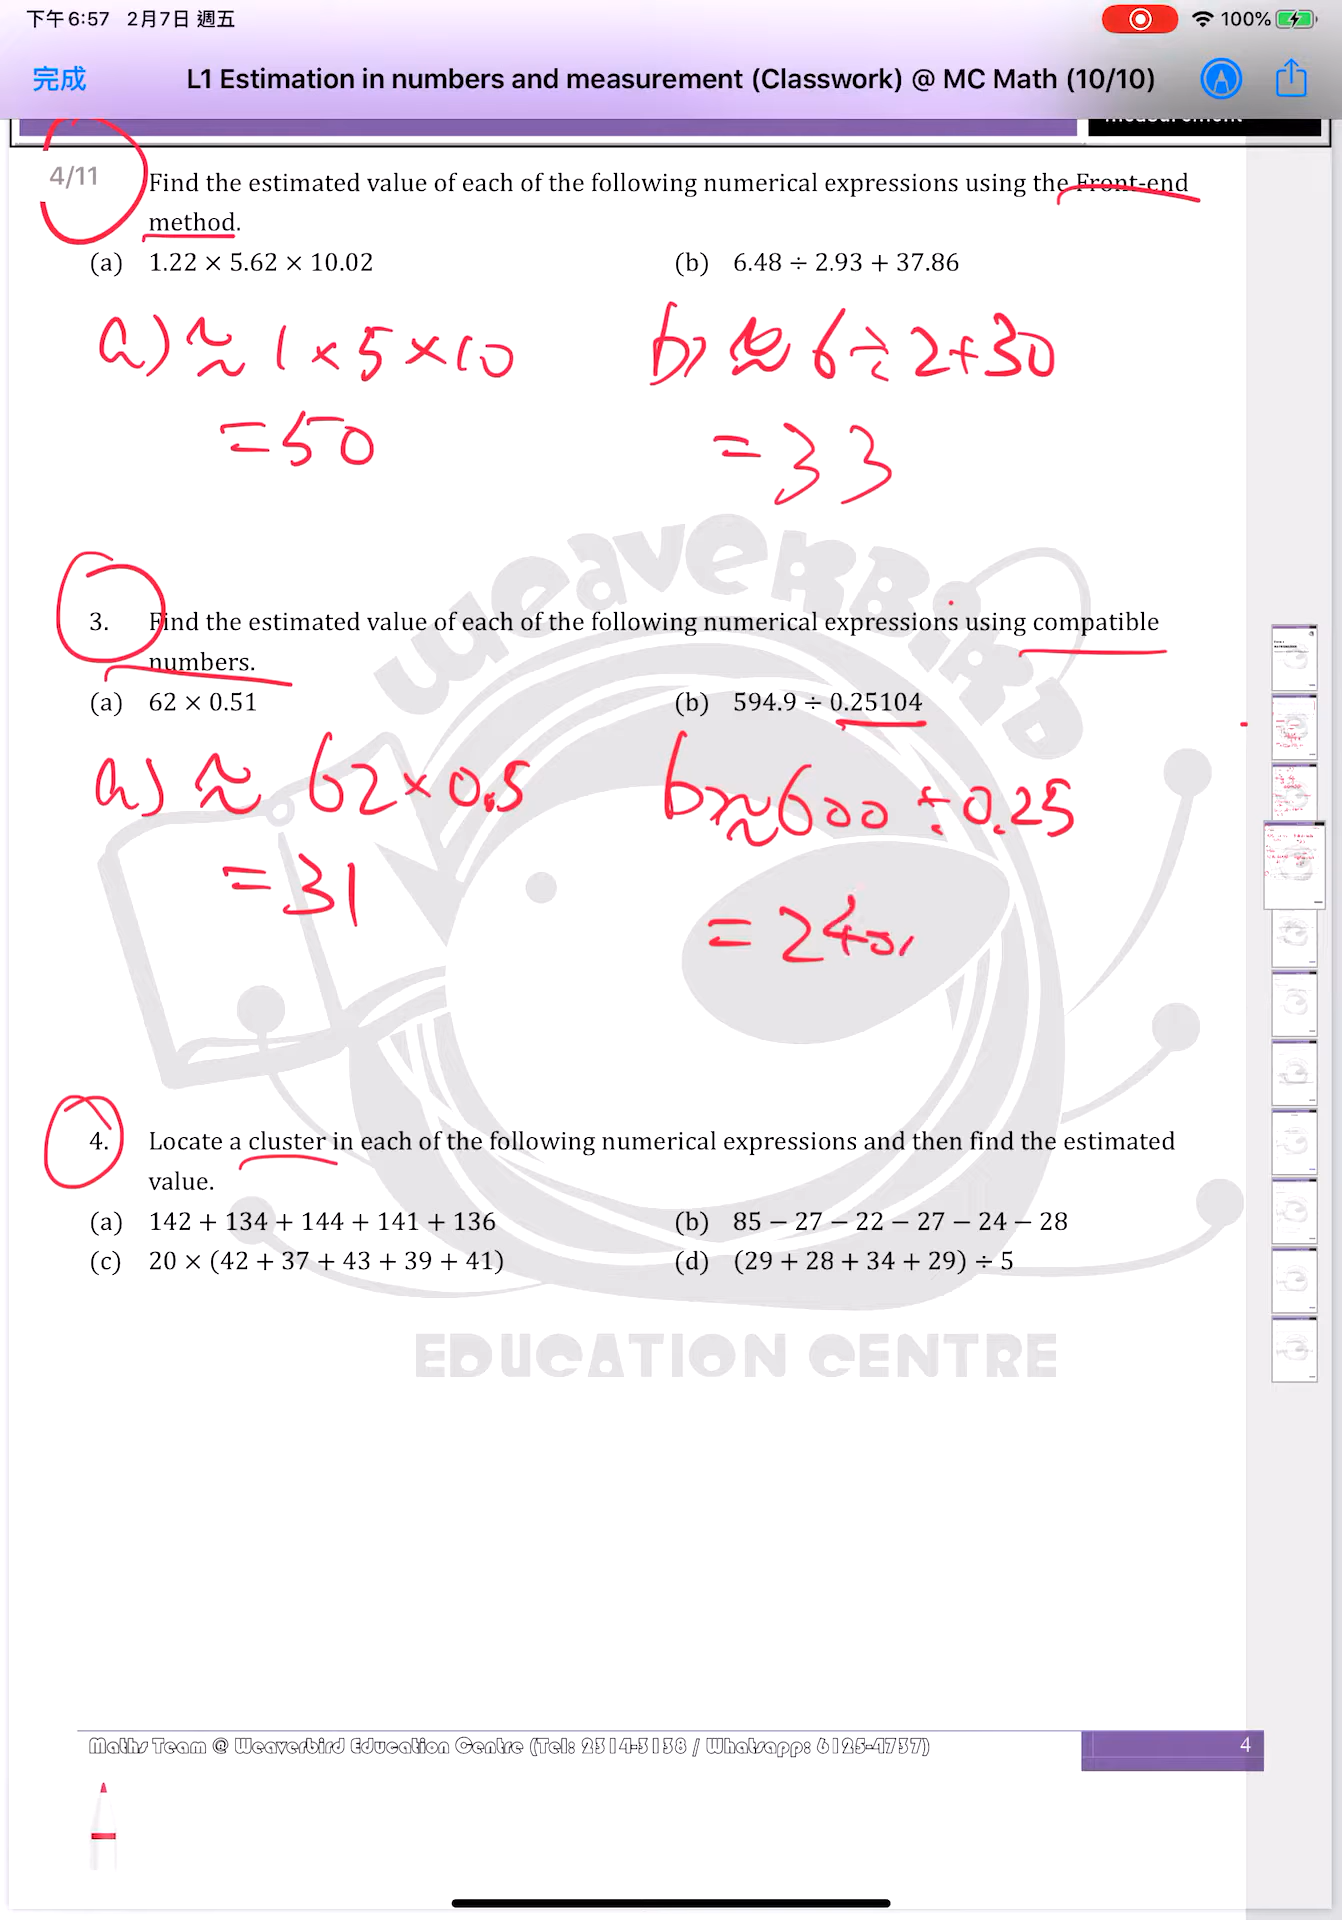 下午6:57 2月7日 週五
100%
完成
L1 Estimation in numbers and measurement (Classwork) @ MC Math (10/10)
4/11
Find the estimated value of each of the following numerical expressions using the Front-end
method.
(a) 1.22 × 5.62 × 10.02
(b) 6.48 ÷ 2.93 + 37.86
a) ≈ 1 × 5 × 10
= 50
b) ≈ 6 ÷ 2 + 30
= 33
3. Find the estimated value of each of the following numerical expressions using compatible
numbers.
(a) 62 × 0.51
(b) 594.9 ÷ 0.25104
a) ≈ 62 × 0.5
= 31
b) ≈ 600 ÷ 0.25
4. Locate a cluster in each of the following numerical expressions and then find the estimated
value.
(a) 142 + 134 + 144 + 141 + 136
(b) 85 − 27 − 22 − 27 − 24 − 28
(c) 20 × (42 + 37 + 43 + 39 + 41)
(d) (29 + 28 + 34 + 29) ÷ 5
WEAVERBIRD
EDUCATION CENTRE
Maths Team @ Weaverbird Education Centre (Tel: 2314-3138 / Whatsapp: 6125-4737)
4